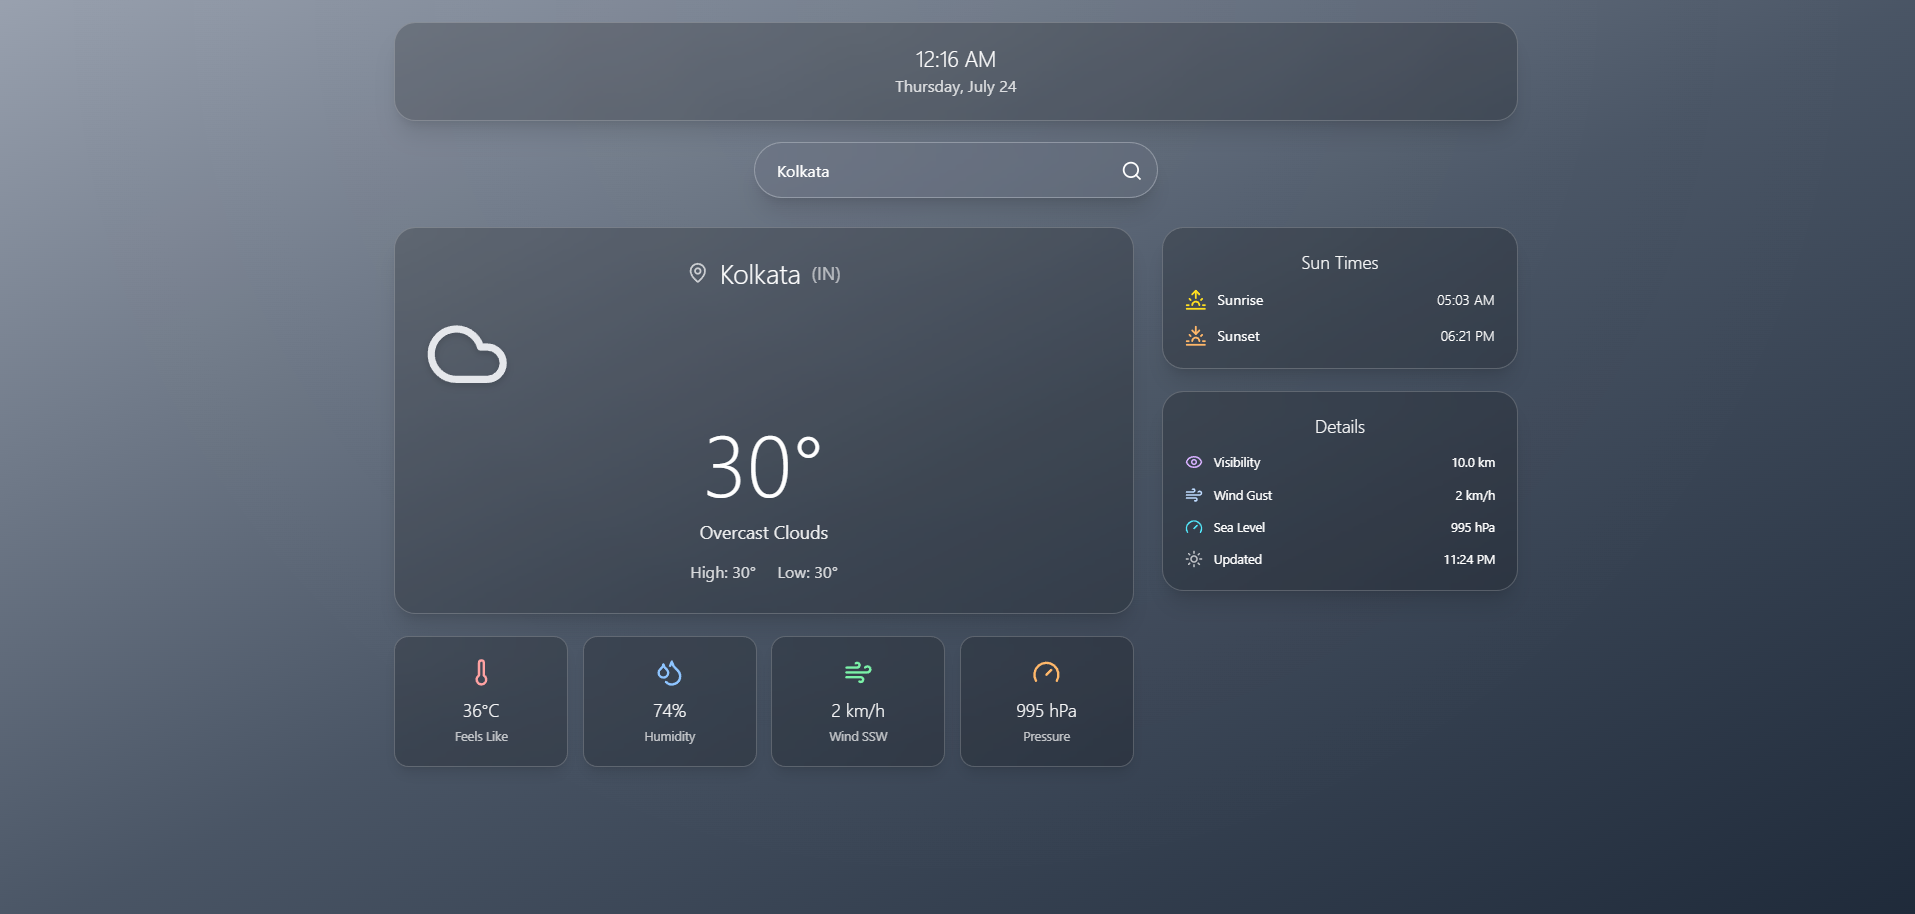 12:16 AM
Thursday, July 24
Kolkata
Kolkata (IN)
30°
Overcast Clouds
High: 30° Low: 30°
36°C
Feels Like
74%
Humidity
2 km/h
Wind SSW
995 hPa
Pressure
Sun Times
Sunrise 05:03 AM
Sunset 06:21 PM
Details
Visibility 10.0 km
Wind Gust 2 km/h
Sea Level 995 hPa
Updated 11:24 PM